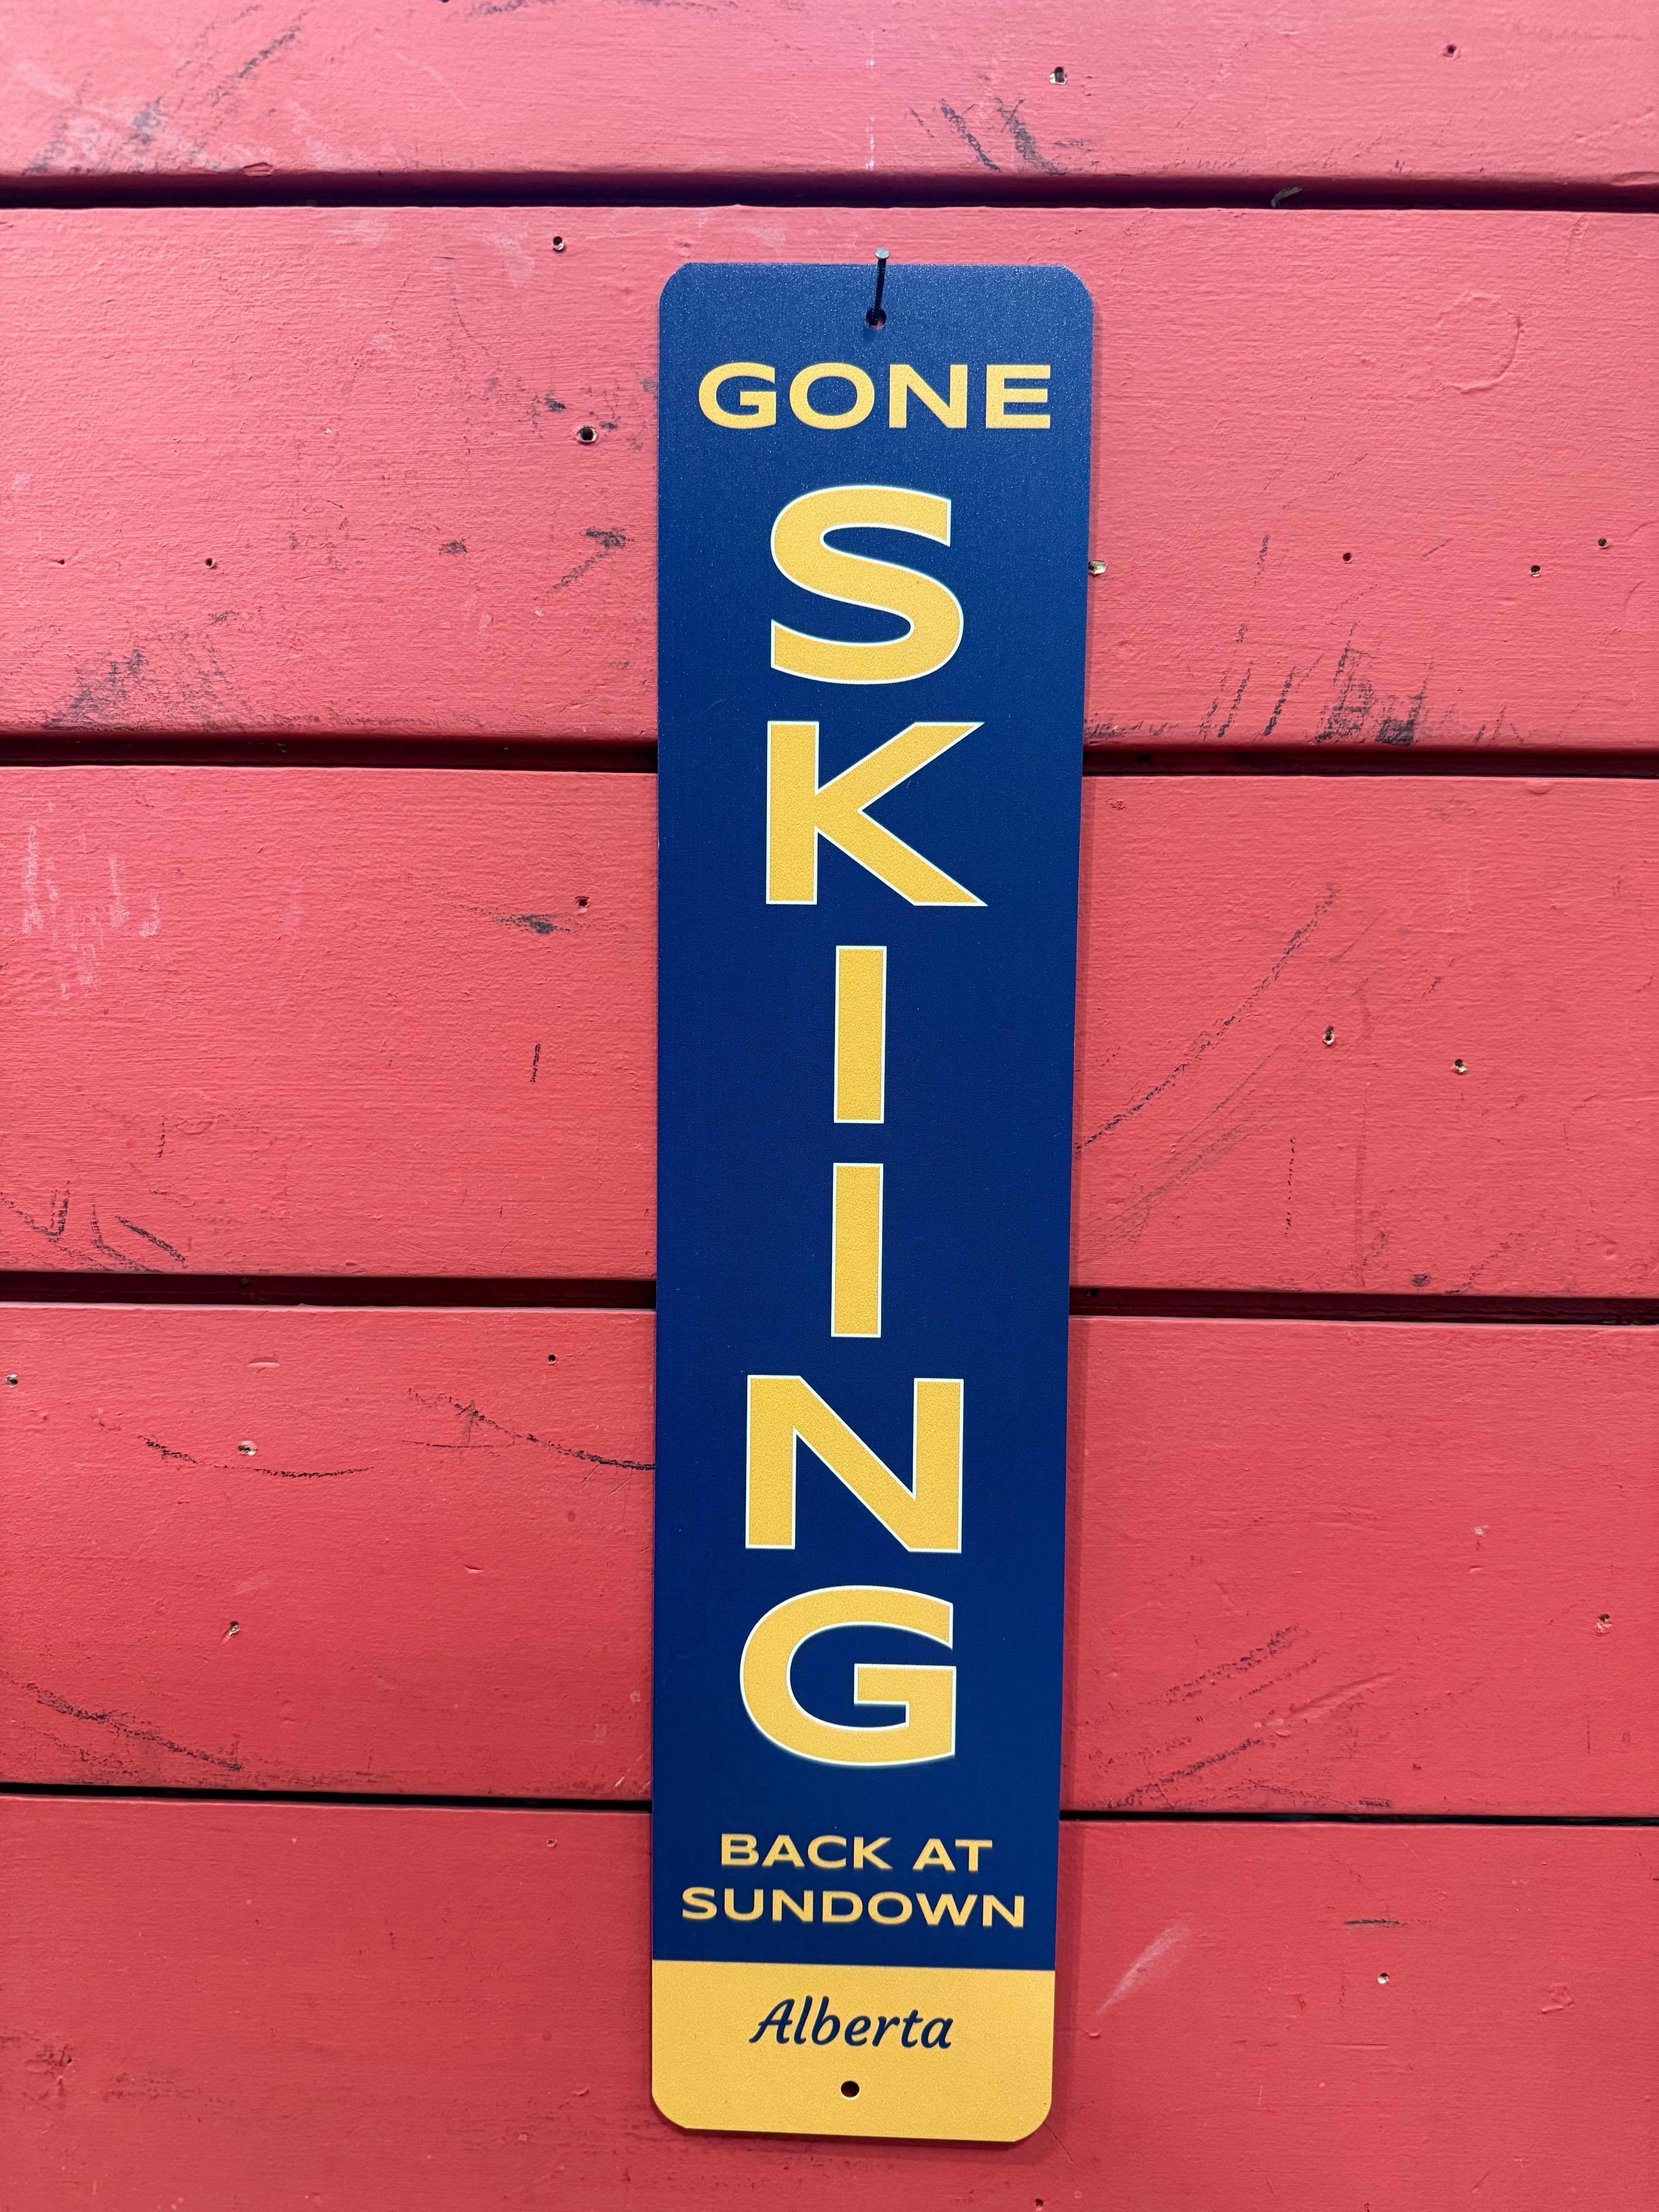 GONE
SKIING
BACK AT
SUNDOWN
Alberta